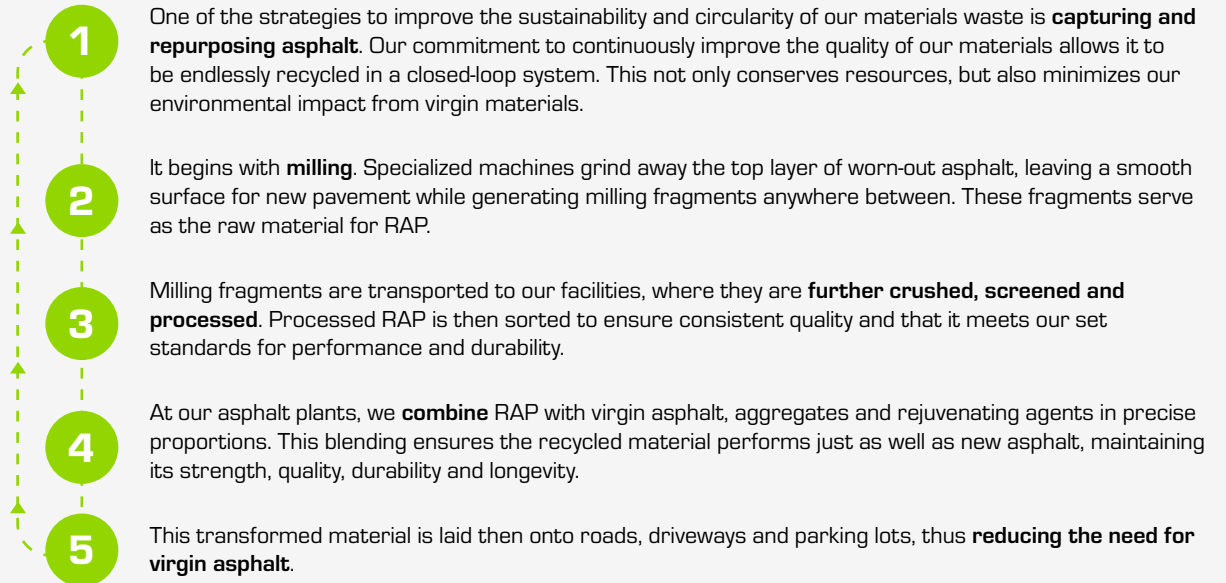 1
One of the strategies to improve the sustainability and circularity of our materials waste is capturing and
repurposing asphalt. Our commitment to continuously improve the quality of our materials allows it to
be endlessly recycled in a closed-loop system. This not only conserves resources, but also minimizes our
environmental impact from virgin materials.
2
It begins with milling. Specialized machines grind away the top layer of worn-out asphalt, leaving a smooth
surface for new pavement while generating milling fragments anywhere between. These fragments serve
as the raw material for RAP.
3
Milling fragments are transported to our facilities, where they are further crushed, screened and
processed. Processed RAP is then sorted to ensure consistent quality and that it meets our set
standards for performance and durability.
4
At our asphalt plants, we combine RAP with virgin asphalt, aggregates and rejuvenating agents in precise
proportions. This blending ensures the recycled material performs just as well as new asphalt, maintaining
its strength, quality, durability and longevity.
5
This transformed material is laid then onto roads, driveways and parking lots, thus reducing the need for
virgin asphalt.